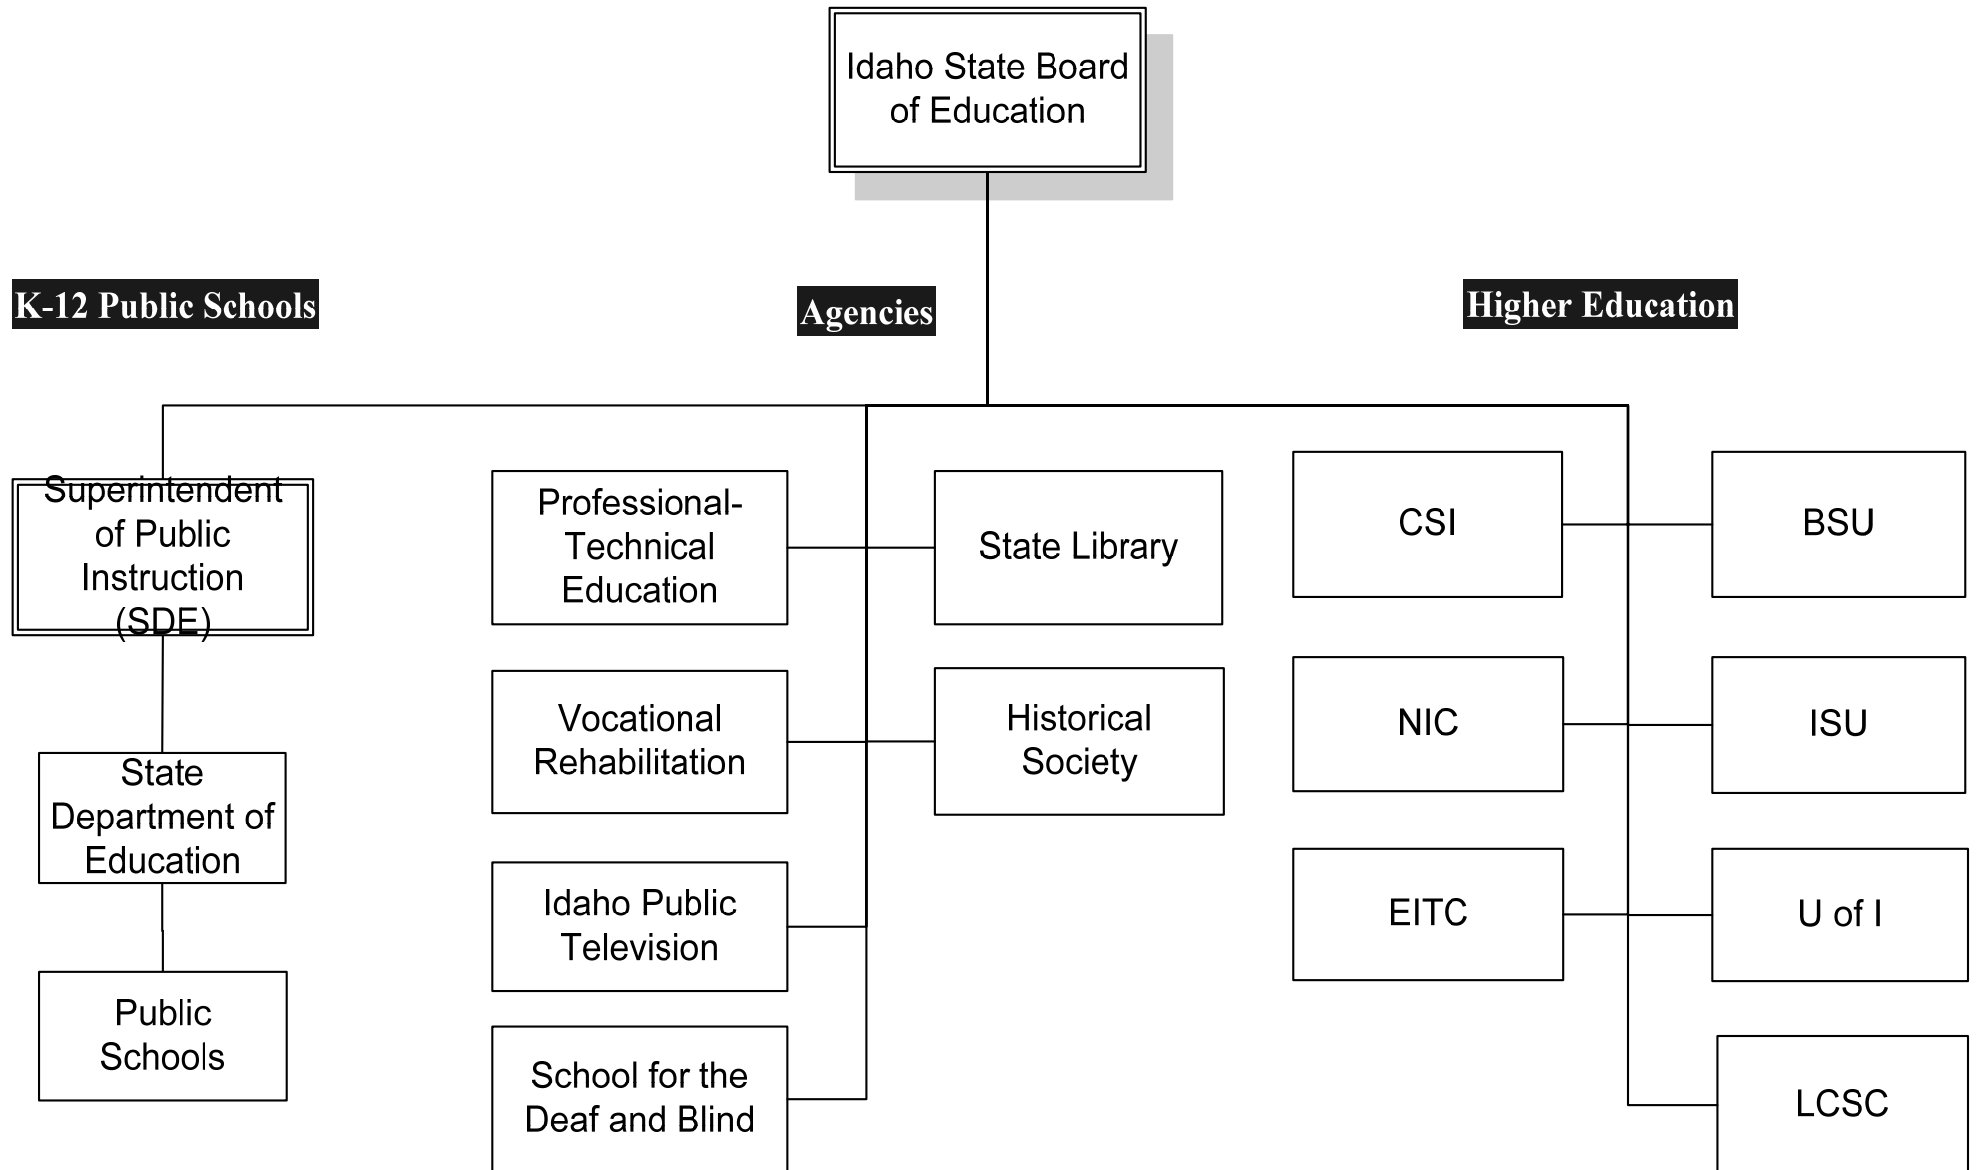 Idaho State Board
of Education
K-12 Public Schools
Agencies
Higher Education
Superintendent
of Public
Instruction
(SDE)
State
Department of
Education
Public
Schools
Professional-
Technical
Education
State Library
Vocational
Rehabilitation
Historical
Society
Idaho Public
Television
School for the
Deaf and Blind
CSI
BSU
NIC
ISU
EITC
U of I
LCSC